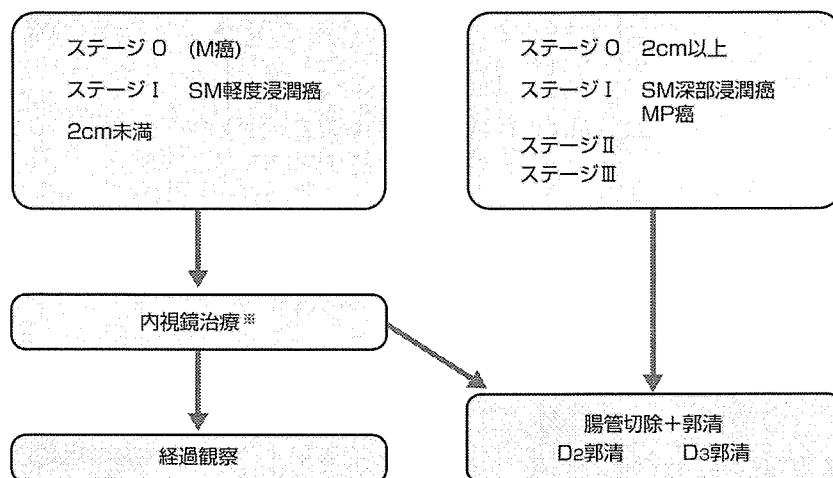 ステージ 0　(M癌)
ステージ I　SM軽度浸潤癌
2cm未満
ステージ 0　2cm以上
ステージ I　SM深部浸潤癌
MP癌
ステージⅡ
ステージⅢ
内視鏡治療※
経過観察
腸管切除＋郭清
D2郭清　D3郭清